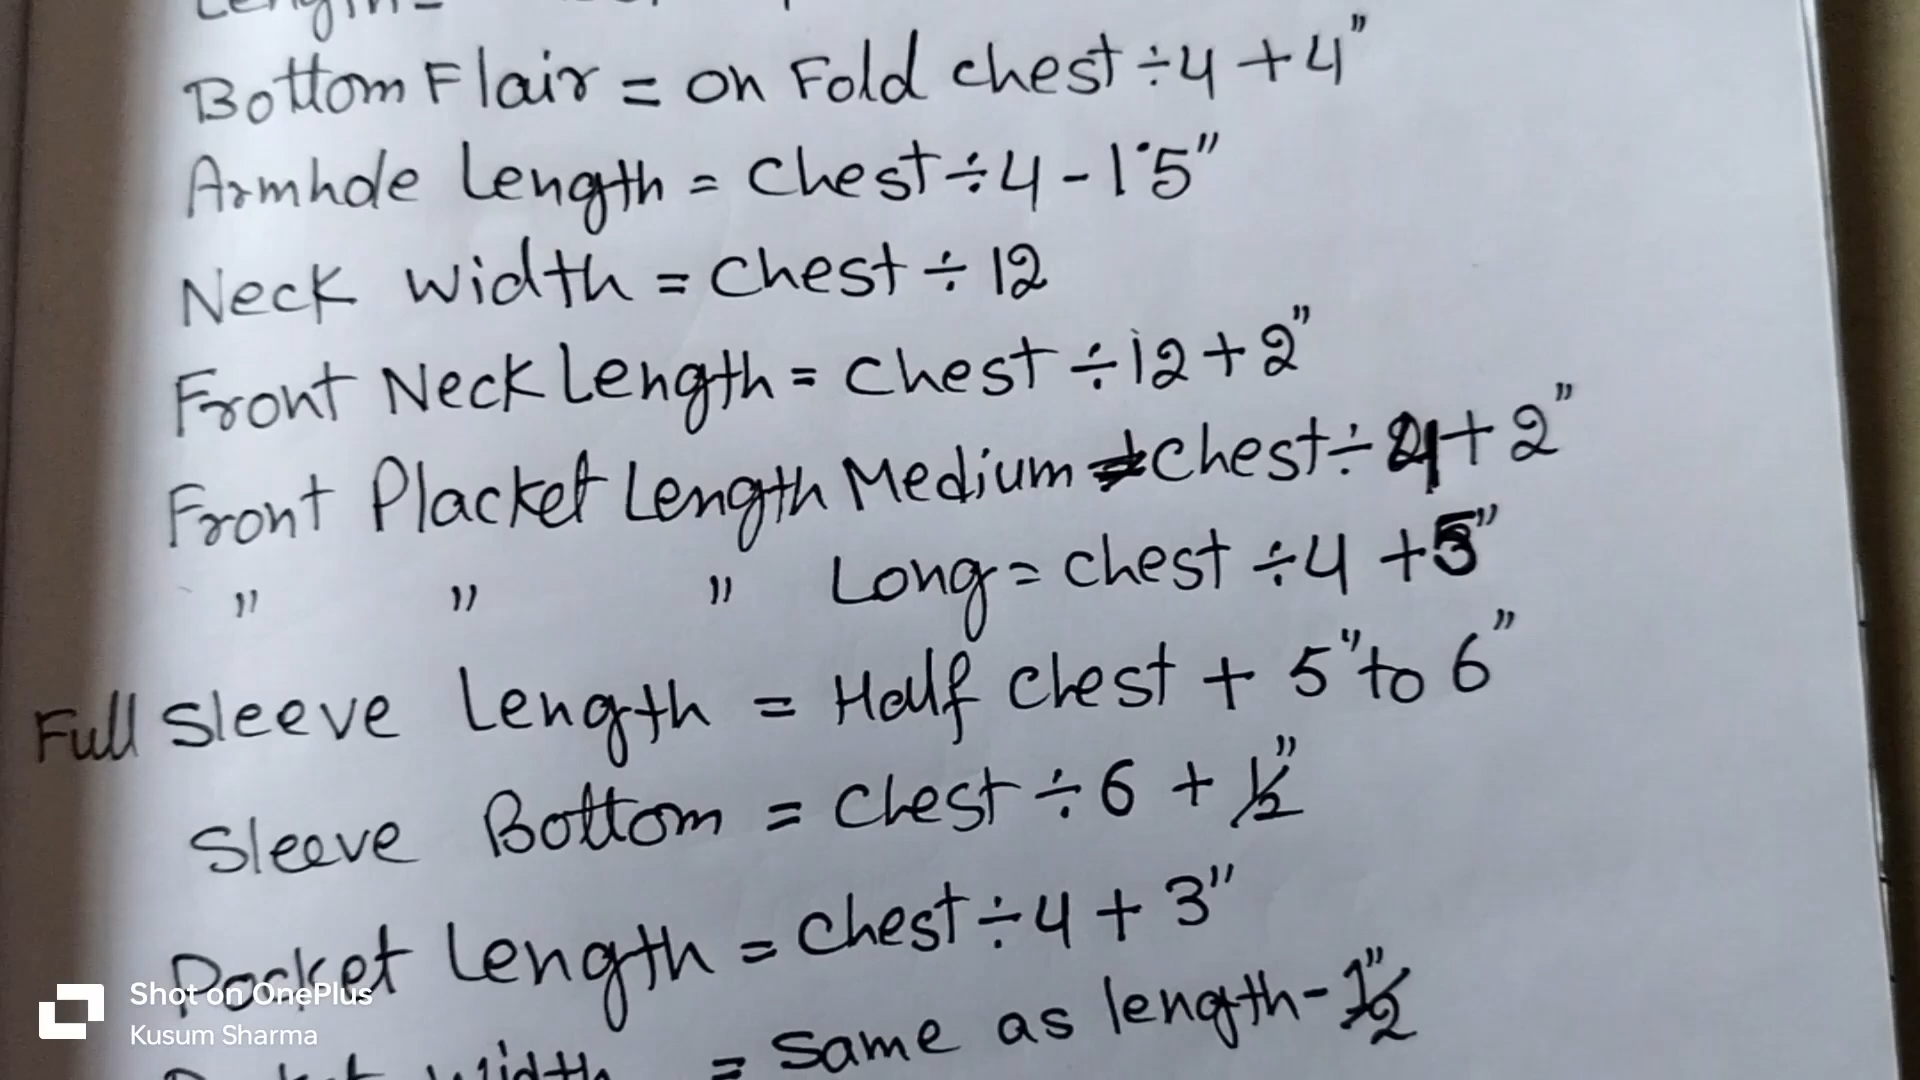 Length=
Bottom Flair = on Fold chest ÷ 4 + 4"
Armhole Length = Chest ÷ 4 - 1.5"
Neck Width = Chest ÷ 12
Front Neck Length = Chest ÷ 12 + 2"
Front Placket Length Medium = Chest ÷ 4 + 2"
" " " Long = chest ÷ 4 + 5"
Full Sleeve Length = Half Chest + 5" to 6"
Sleeve Bottom = Chest ÷ 6 + 1/2"
Pocket Length = Chest ÷ 4 + 3"
Width = Same as length - 1/2"
Shot on OnePlus
Kusum Sharma